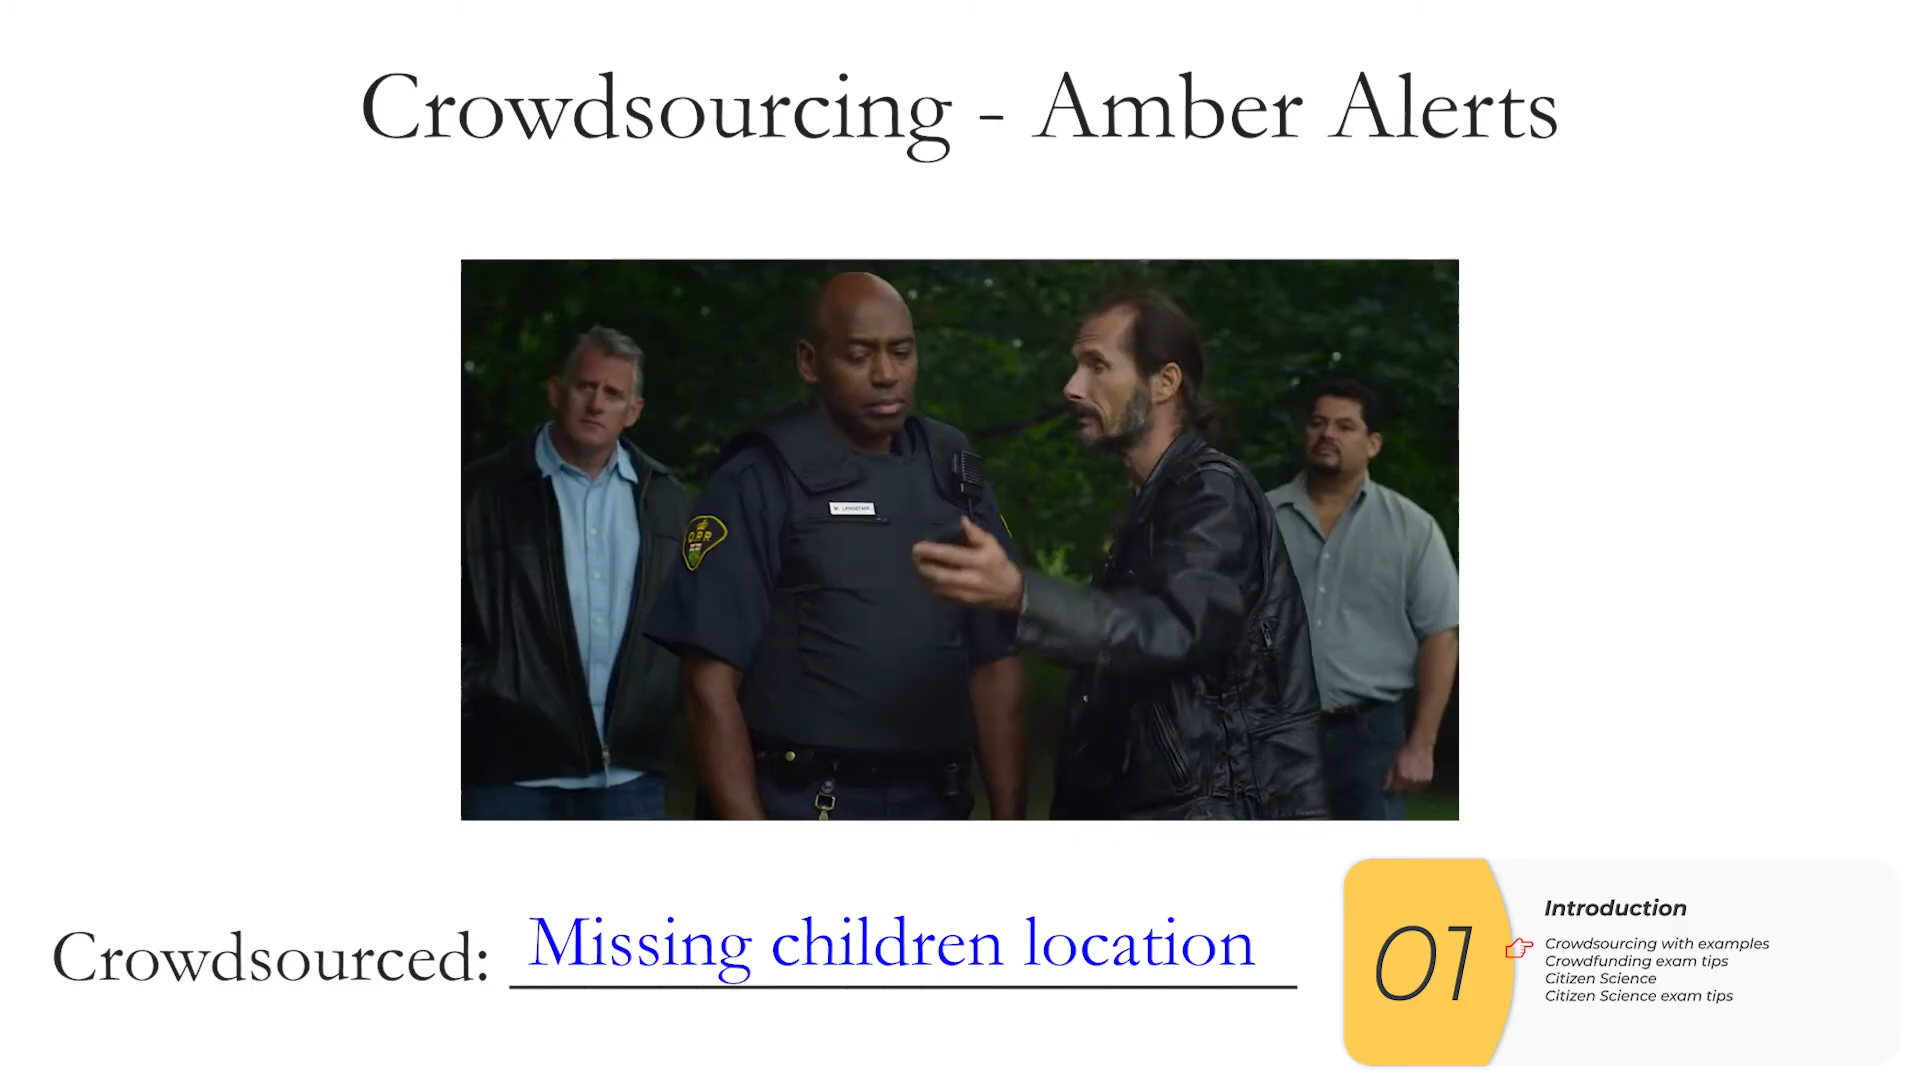 Crowdsourcing - Amber Alerts
M. LANGSTAFF
O.P.P.
Crowdsourced: Missing children location
01
Introduction
Crowdsourcing with examples
Crowdfunding exam tips
Citizen Science
Citizen Science exam tips